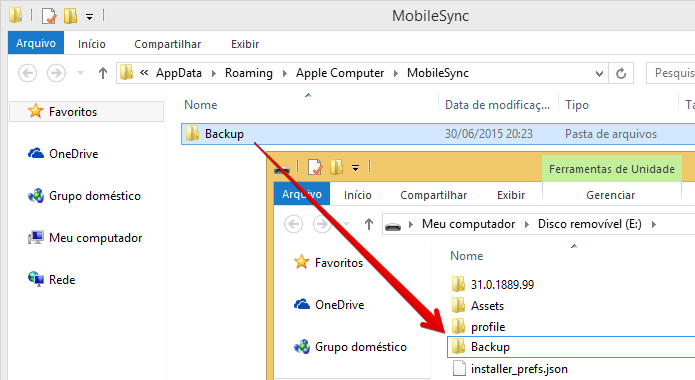 MobileSync
Arquivo Início Compartilhar Exibir
« AppData Roaming Apple Computer MobileSync
Pesquis
Nome Data de modificaç... Tipo Ta
Favoritos
OneDrive
Grupo doméstico
Meu computador
Rede
Backup 30/06/2015 20:23 Pasta de arquivos
Ferramentas de Unidade
Arquivo Início Compartilhar Exibir Gerenciar
Meu computador Disco removível (E:)
Favoritos
OneDrive
Grupo doméstico
Nome
31.0.1889.99
Assets
profile
Backup
installer_prefs.json